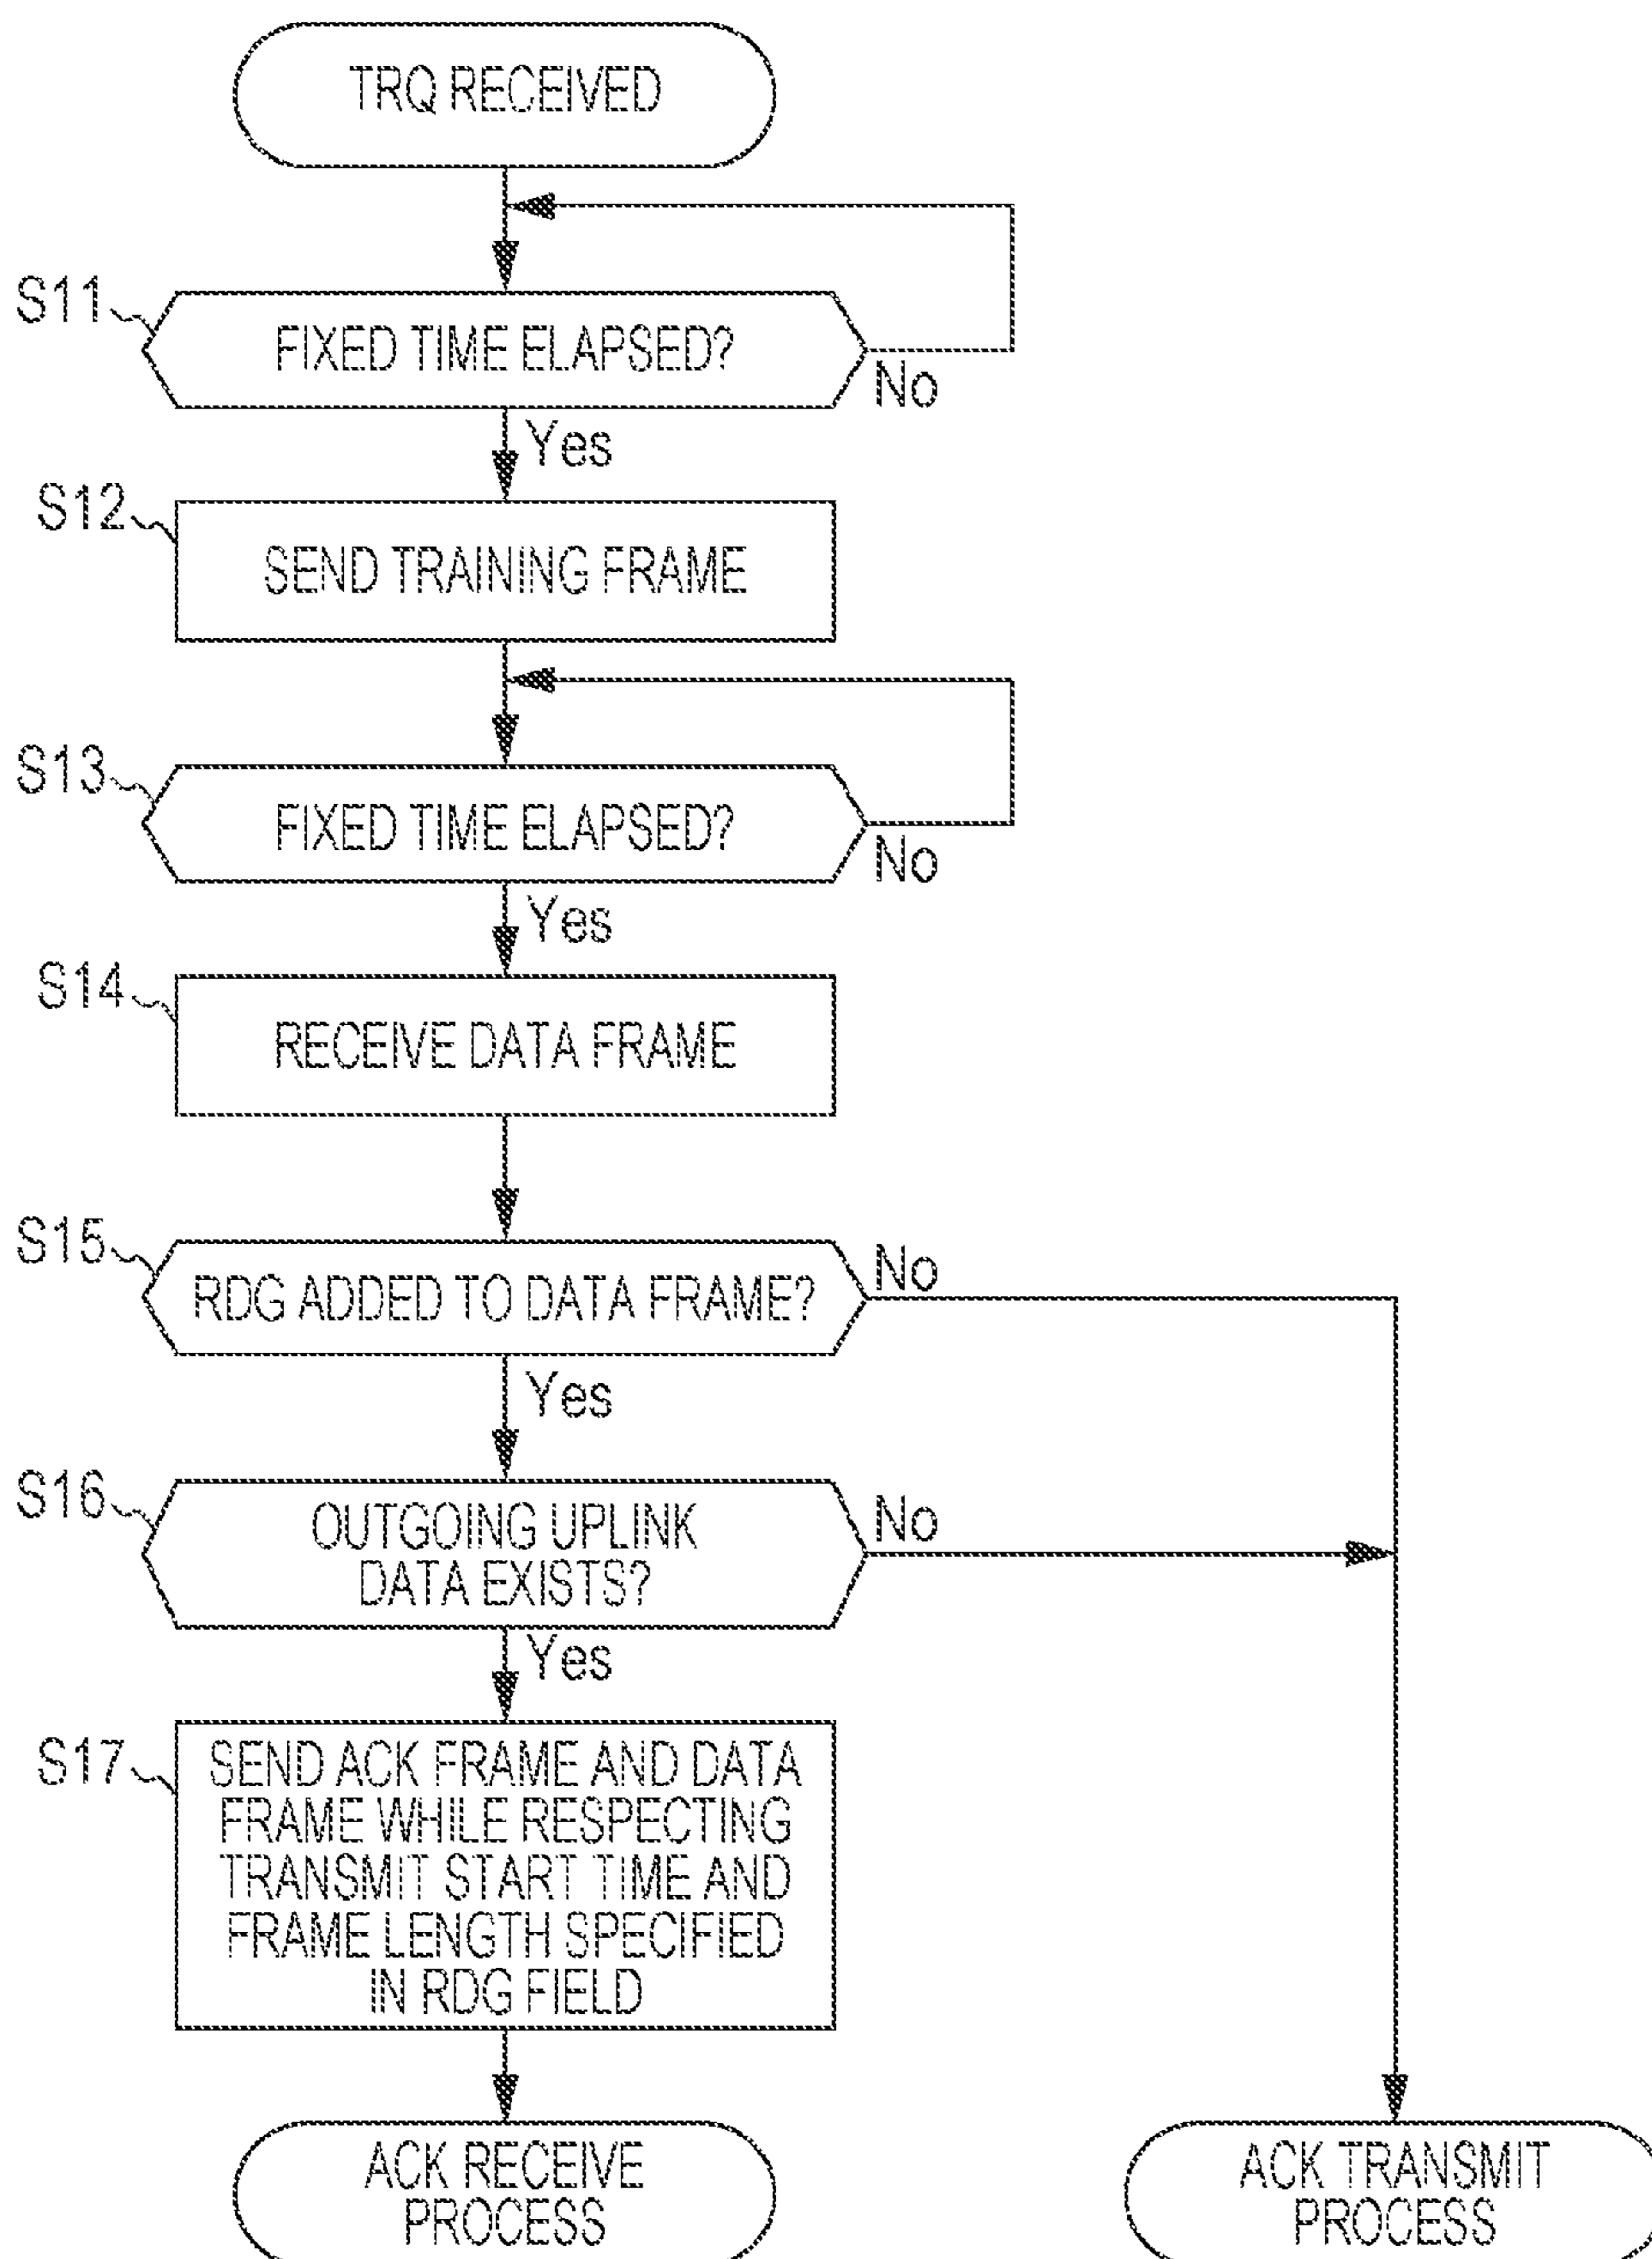 TRQ RECEIVED
S11
FIXED TIME ELAPSED?
No
Yes
S12
SEND TRAINING FRAME
S13
FIXED TIME ELAPSED?
No
Yes
S14
RECEIVE DATA FRAME
S15
RDG ADDED TO DATA FRAME?
No
Yes
S16
OUTGOING UPLINK
DATA EXISTS?
No
Yes
S17
SEND ACK FRAME AND DATA
FRAME WHILE RESPECTING
TRANSMIT START TIME AND
FRAME LENGTH SPECIFIED
IN RDG FIELD
ACK RECEIVE
PROCESS
ACK TRANSMIT
PROCESS